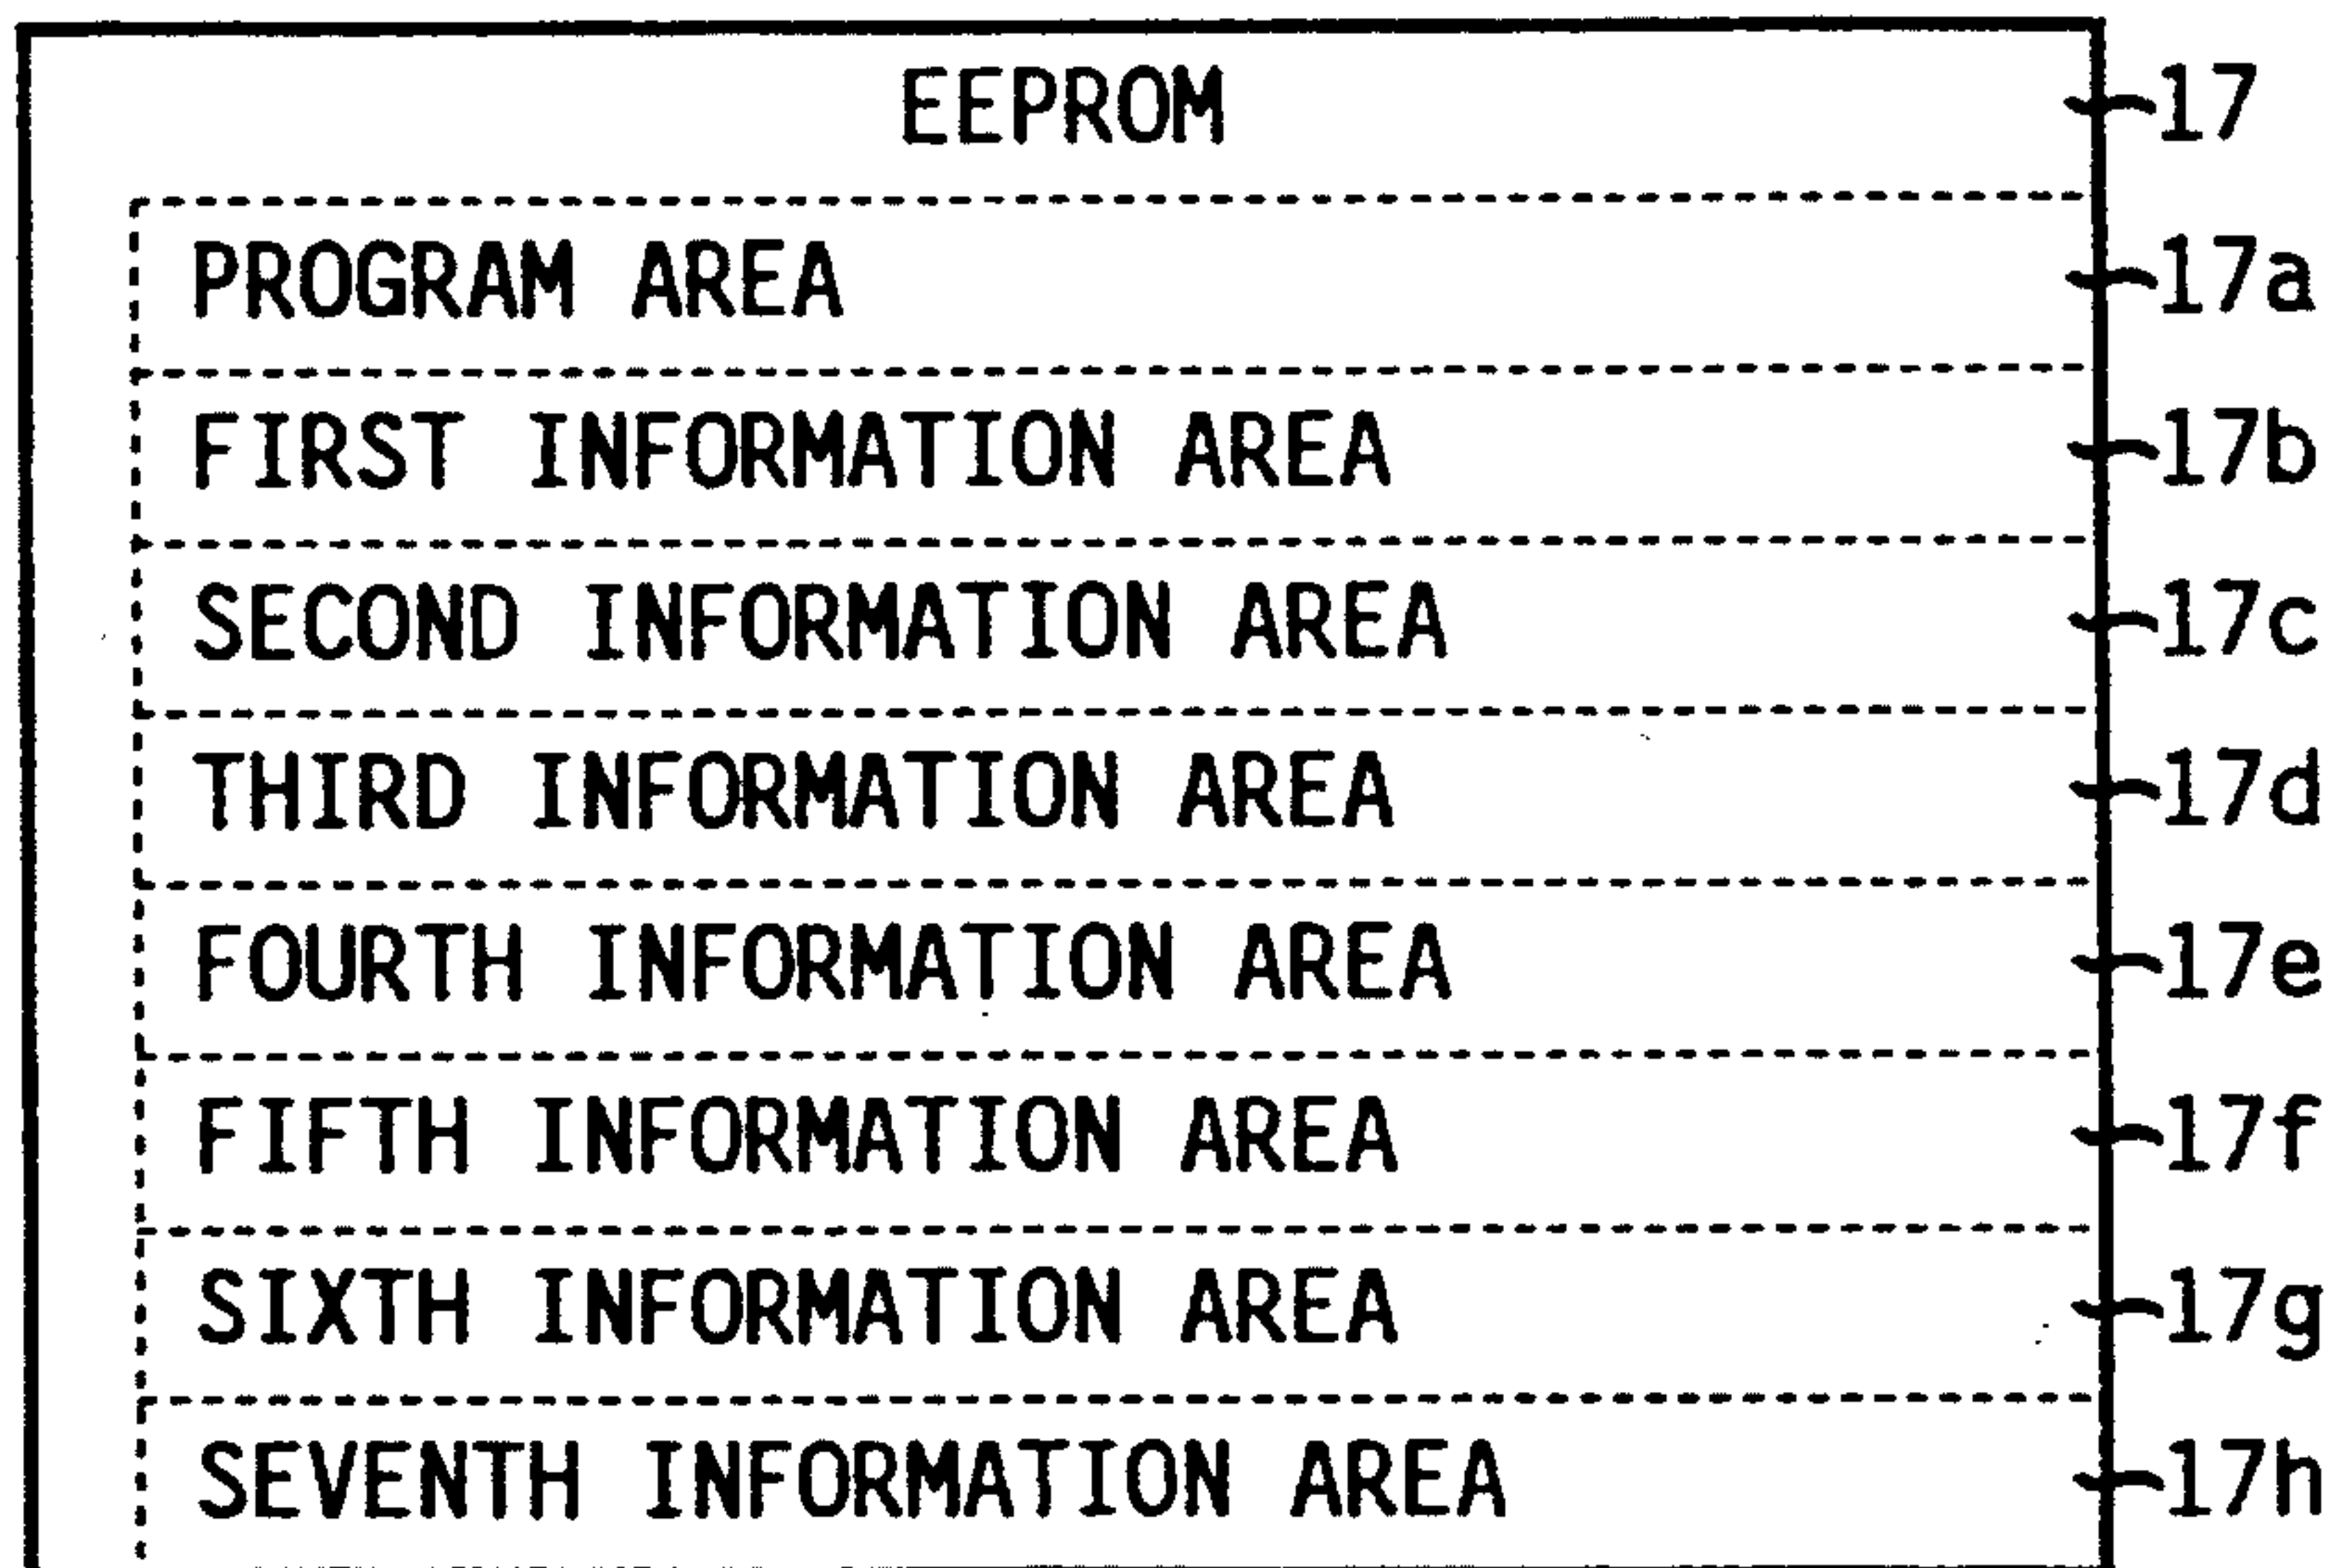 EEPROM 17
PROGRAM AREA 17a
FIRST INFORMATION AREA 17b
SECOND INFORMATION AREA 17c
THIRD INFORMATION AREA 17d
FOURTH INFORMATION AREA 17e
FIFTH INFORMATION AREA 17f
SIXTH INFORMATION AREA 17g
SEVENTH INFORMATION AREA 17h